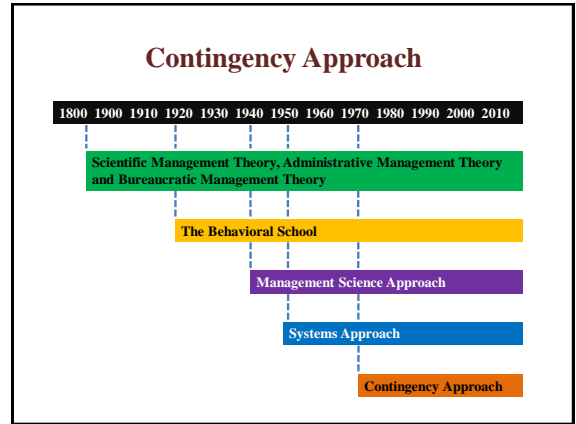 Contingency Approach
1800 1900 1910 1920 1930 1940 1950 1960 1970 1980 1990 2000 2010
Scientific Management Theory, Administrative Management Theory
and Bureaucratic Management Theory
The Behavioral School
Management Science Approach
Systems Approach
Contingency Approach